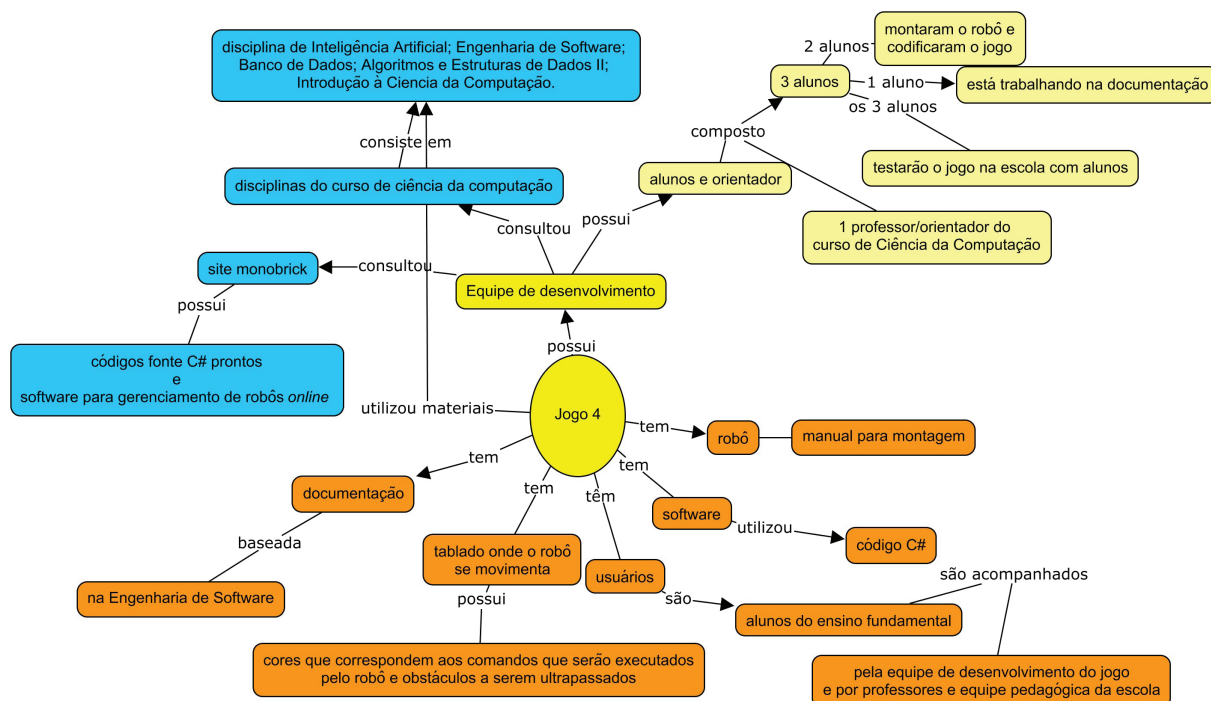 disciplina de Inteligência Artificial; Engenharia de Software;
Banco de Dados; Algoritmos e Estruturas de Dados II;
Introdução à Ciencia da Computação.
consiste em
disciplinas do curso de ciência da computação
consultou
site monobrick
consultou
possui
códigos fonte C# prontos
e
software para gerenciamento de robôs online
utilizou materiais
montaram o robô e
codificaram o jogo
2 alunos
3 alunos
1 aluno
está trabalhando na documentação
os 3 alunos
testarão o jogo na escola com alunos
composto
alunos e orientador
1 professor/orientador do
curso de Ciência da Computação
possui
Equipe de desenvolvimento
possui
Jogo 4
tem
robô
manual para montagem
tem
software
utilizou
código C#
têm
usuários
são
alunos do ensino fundamental
são acompanhados
pela equipe de desenvolvimento do jogo
e por professores e equipe pedagógica da escola
tem
tablado onde o robô
se movimenta
possui
cores que correspondem aos comandos que serão executados
pelo robô e obstáculos a serem ultrapassados
tem
documentação
baseada
na Engenharia de Software